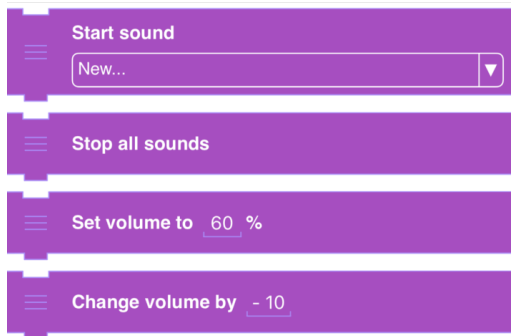 Start sound
New...
Stop all sounds
Set volume to 60 %
Change volume by - 10